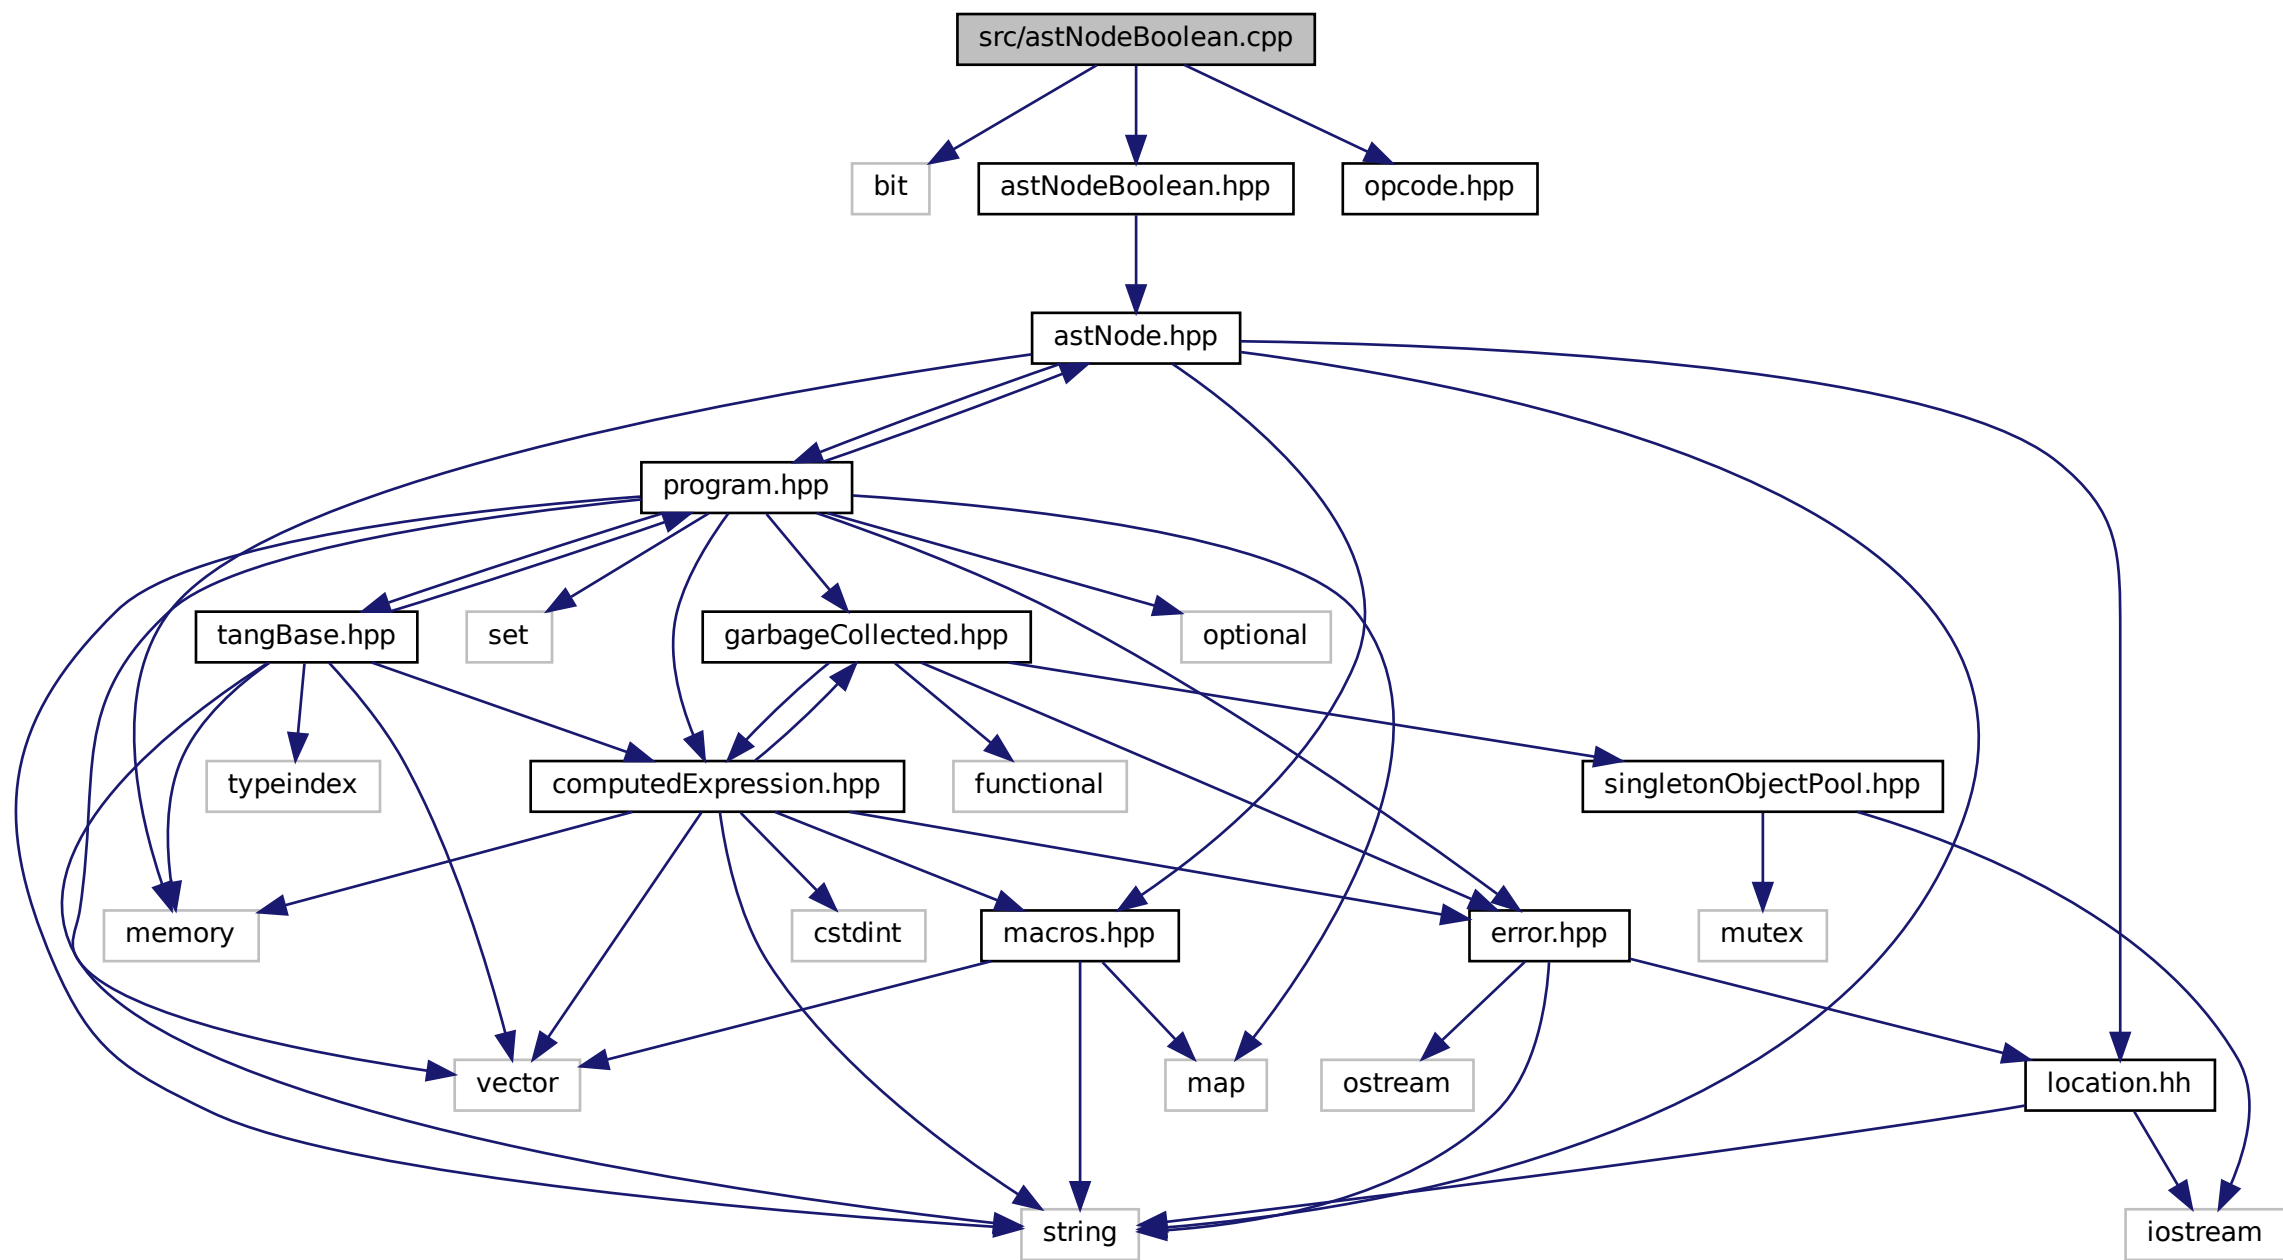 src/astNodeBoolean.cpp
bit
astNodeBoolean.hpp
opcode.hpp
astNode.hpp
program.hpp
tangBase.hpp
set
garbageCollected.hpp
optional
typeindex
computedExpression.hpp
functional
singletonObjectPool.hpp
memory
cstdint
macros.hpp
error.hpp
mutex
vector
map
ostream
location.hh
string
iostream